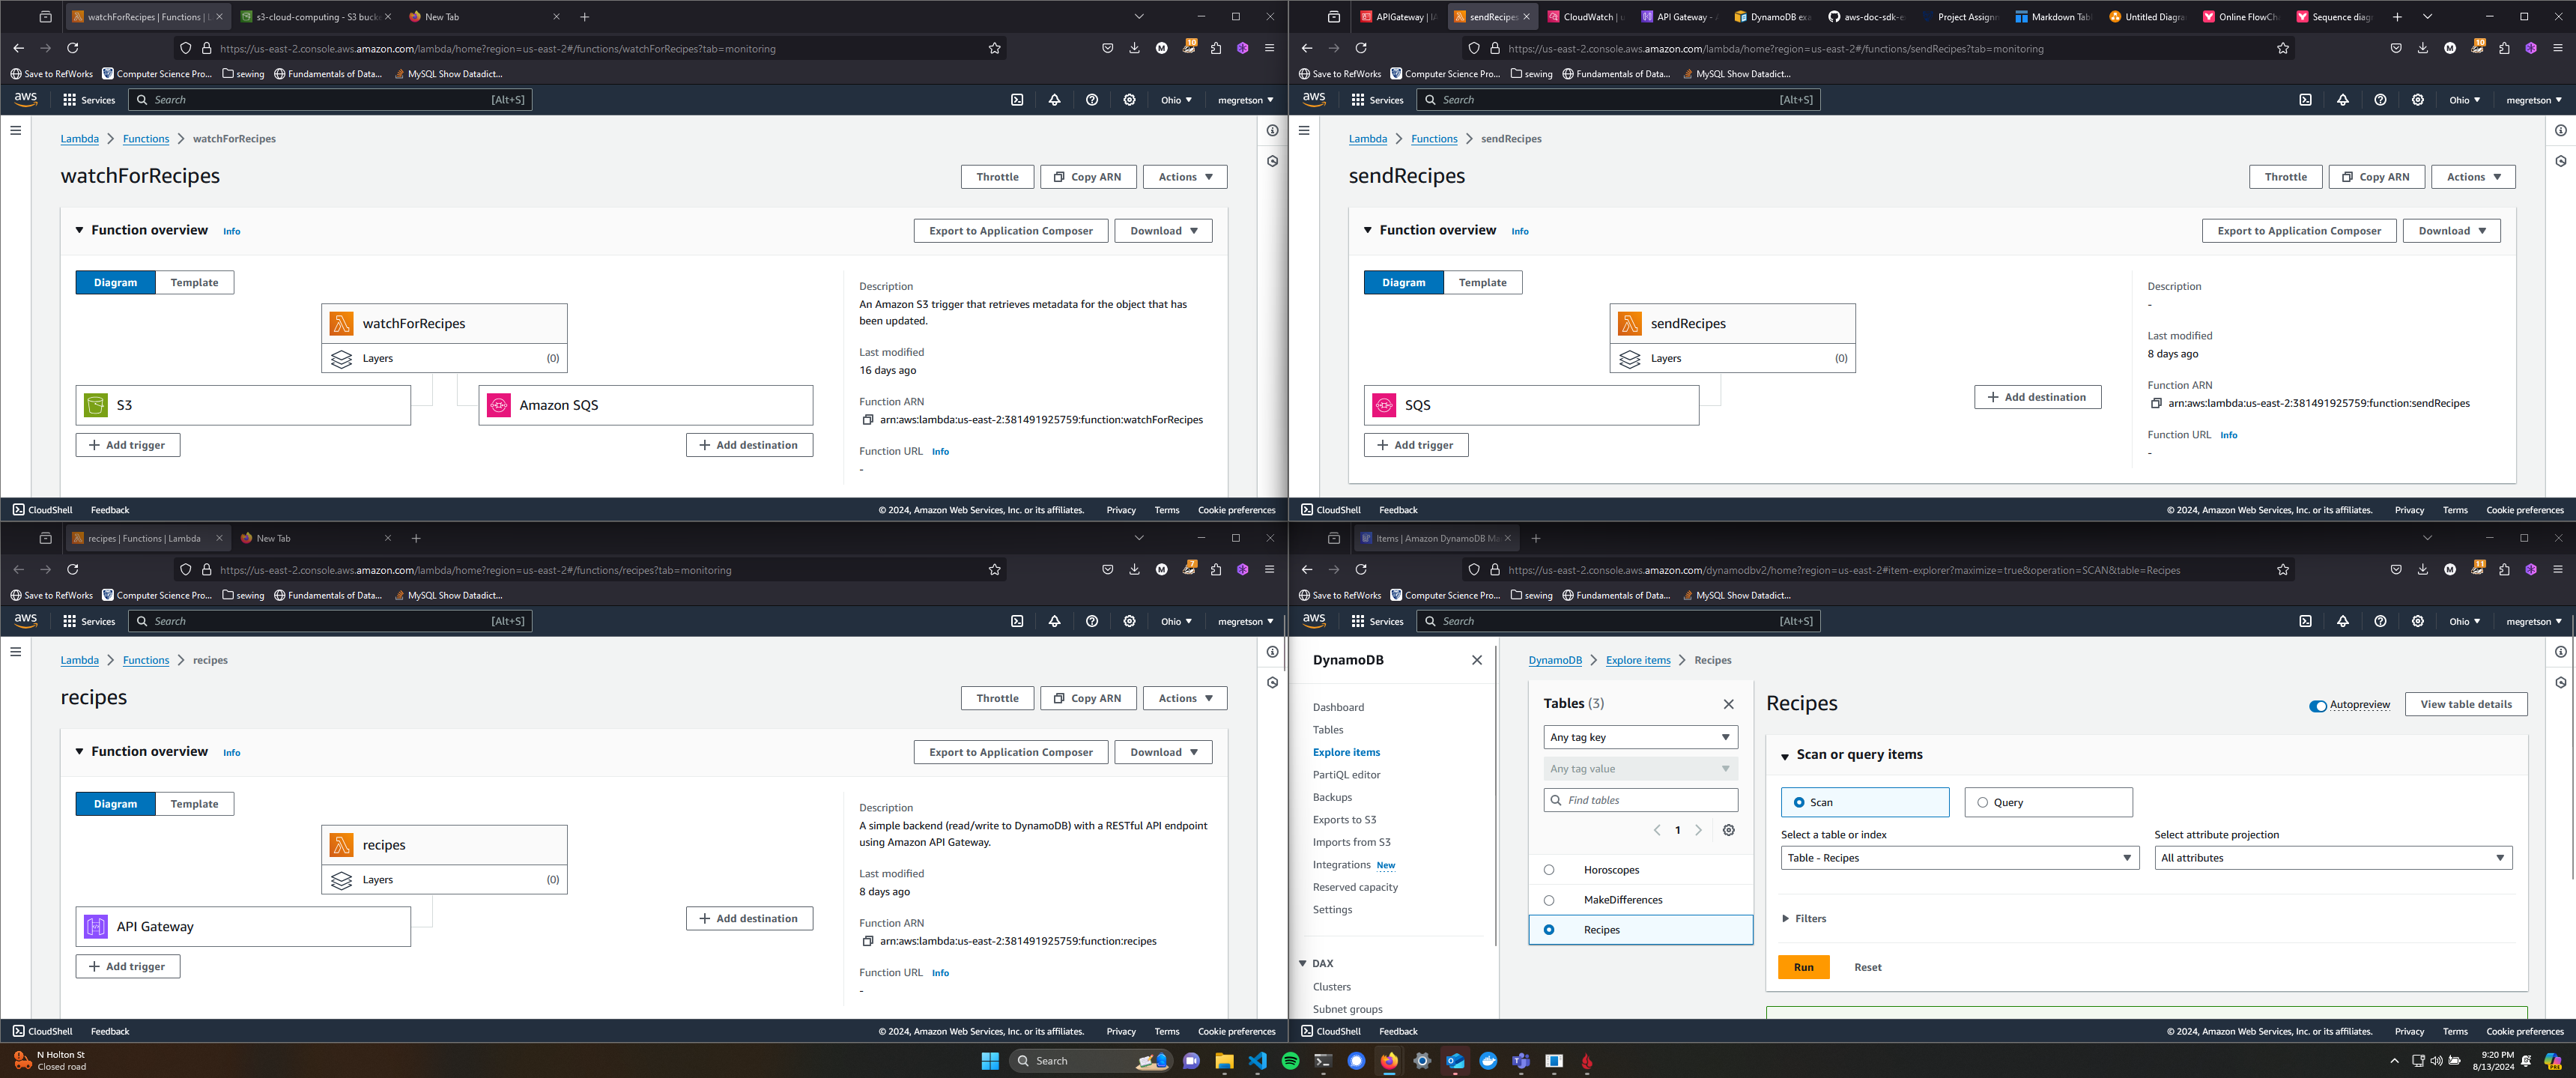 watchForRecipes | Functions | L
s3-cloud-computing - S3 buck
New Tab
https://us-east-2.console.aws.amazon.com/lambda/home?region=us-east-2#/functions/watchForRecipes?tab=monitoring
10
Save to RefWorks
Computer Science Pro...
sewing
Fundamentals of Data...
MySQL Show Datadict...
aws
Services
Search
[Alt+S]
Ohio
megretson
Lambda
Functions
watchForRecipes
watchForRecipes
Throttle
Copy ARN
Actions
Function overview
Info
Export to Application Composer
Download
Diagram
Template
watchForRecipes
Layers
(0)
S3
Amazon SQS
+ Add trigger
+ Add destination
Description
An Amazon S3 trigger that retrieves metadata for the object that has
been updated.
Last modified
16 days ago
Function ARN
arn:aws:lambda:us-east-2:381491925759:function:watchForRecipes
Function URL
Info
-
CloudShell
Feedback
© 2024, Amazon Web Services, Inc. or its affiliates.
Privacy
Terms
Cookie preferences
APIGateway | IA
sendRecipes
CloudWatch | u
API Gateway - A
DynamoDB exa
aws-doc-sdk-e
Project Assignm
Markdown Tab
Untitled Diagra
Online FlowCh
Sequence diag
https://us-east-2.console.aws.amazon.com/lambda/home?region=us-east-2#/functions/sendRecipes?tab=monitoring
10
Save to RefWorks
Computer Science Pro...
sewing
Fundamentals of Data...
MySQL Show Datadict...
aws
Services
Search
[Alt+S]
Ohio
megretson
Lambda
Functions
sendRecipes
sendRecipes
Throttle
Copy ARN
Actions
Function overview
Info
Export to Application Composer
Download
Diagram
Template
sendRecipes
Layers
(0)
SQS
+ Add trigger
+ Add destination
Description
-
Last modified
8 days ago
Function ARN
arn:aws:lambda:us-east-2:381491925759:function:sendRecipes
Function URL
Info
-
CloudShell
Feedback
© 2024, Amazon Web Services, Inc. or its affiliates.
Privacy
Terms
Cookie preferences
recipes | Functions | Lambda
New Tab
https://us-east-2.console.aws.amazon.com/lambda/home?region=us-east-2#/functions/recipes?tab=monitoring
7
Save to RefWorks
Computer Science Pro...
sewing
Fundamentals of Data...
MySQL Show Datadict...
aws
Services
Search
[Alt+S]
Ohio
megretson
Lambda
Functions
recipes
recipes
Throttle
Copy ARN
Actions
Function overview
Info
Export to Application Composer
Download
Diagram
Template
recipes
Layers
(0)
API Gateway
+ Add trigger
+ Add destination
Description
A simple backend (read/write to DynamoDB) with a RESTful API endpoint
using Amazon API Gateway.
Last modified
8 days ago
Function ARN
arn:aws:lambda:us-east-2:381491925759:function:recipes
Function URL
Info
-
CloudShell
Feedback
© 2024, Amazon Web Services, Inc. or its affiliates.
Privacy
Terms
Cookie preferences
Items | Amazon DynamoDB Ma
https://us-east-2.console.aws.amazon.com/dynamodbv2/home?region=us-east-2#item-explorer?maximize=true&operation=SCAN&table=Recipes
11
Save to RefWorks
Computer Science Pro...
sewing
Fundamentals of Data...
MySQL Show Datadict...
aws
Services
Search
[Alt+S]
Ohio
megretson
DynamoDB
Dashboard
Tables
Explore items
PartiQL editor
Backups
Exports to S3
Imports from S3
Integrations
New
Reserved capacity
Settings
DAX
Clusters
Subnet groups
DynamoDB
Explore items
Recipes
Tables (3)
Any tag key
Any tag value
Find tables
1
Horoscopes
MakeDifferences
Recipes
Recipes
Autopreview
View table details
Scan or query items
Scan
Query
Select a table or index
Table - Recipes
Select attribute projection
All attributes
Filters
Run
Reset
CloudShell
Feedback
© 2024, Amazon Web Services, Inc. or its affiliates.
Privacy
Terms
Cookie preferences
N Holton St
Closed road
Search
9:20 PM
8/13/2024